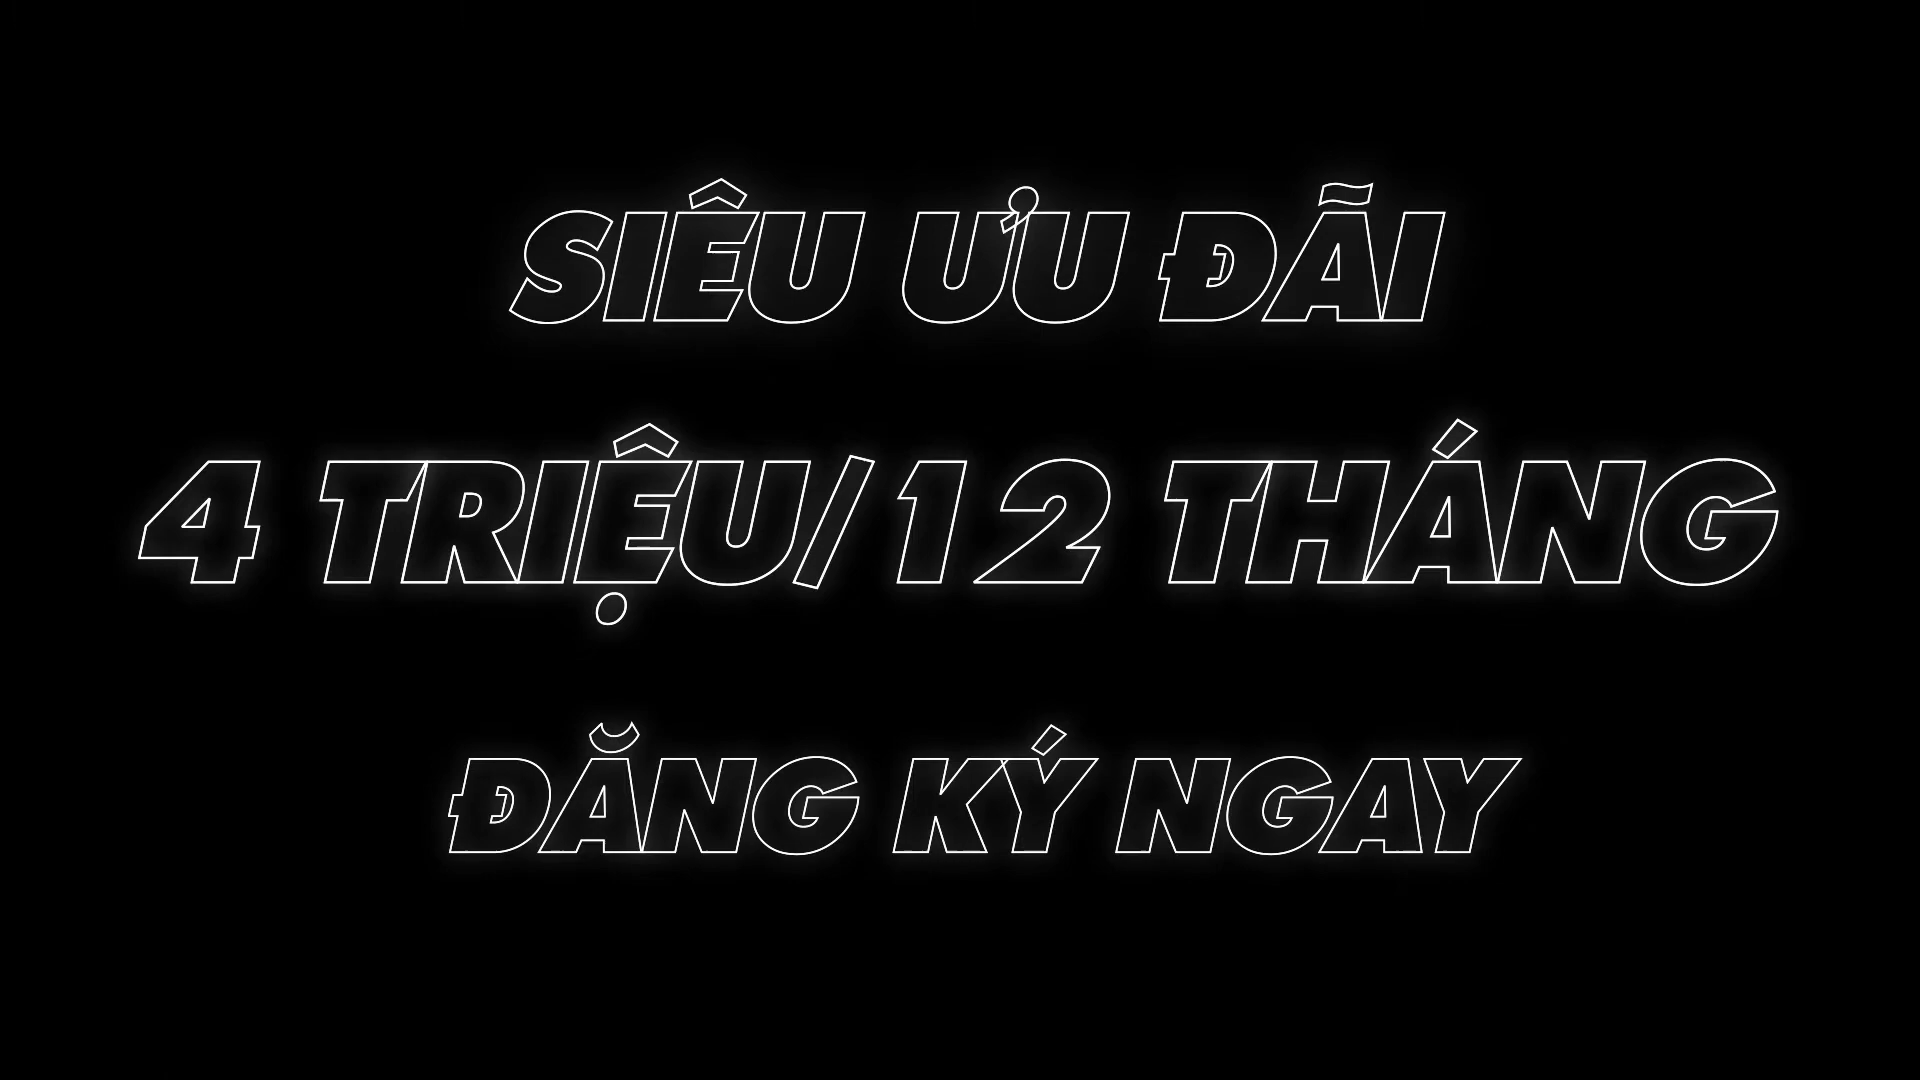 SIÊU ƯU ĐÃI
4 TRIỆU/12 THÁNG
ĐĂNG KÝ NGAY